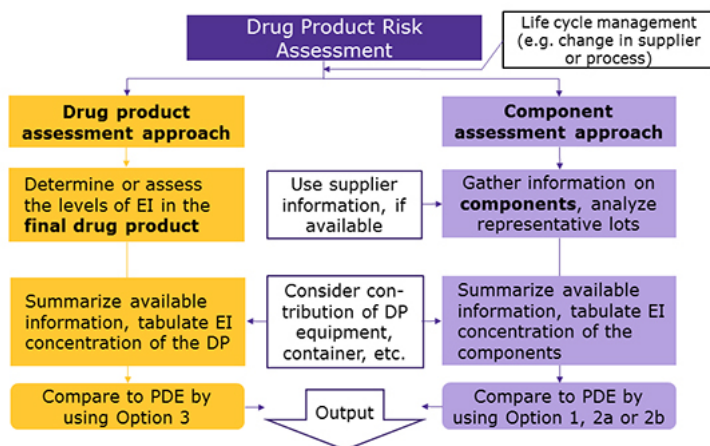 Drug Product Risk
Assessment
Life cycle management
(e.g. change in supplier
or process)
Drug product
assessment approach
Component
assessment approach
Determine or assess
the levels of EI in the
final drug product
Use supplier
information, if
available
Gather information on
components, analyze
representative lots
Summarize available
information, tabulate EI
concentration of the DP
Consider con-
tribution of DP
equipment,
container, etc.
Summarize available
information, tabulate EI
concentration of the
components
Compare to PDE by
using Option 3
Output
Compare to PDE by
using Option 1, 2a or 2b